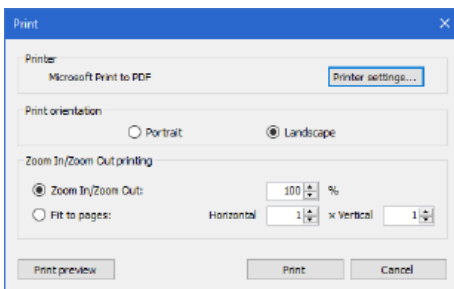 Print
Printer
Microsoft Print to PDF Printer settings...
Print orientation
Portrait Landscape
Zoom In/Zoom Out printing
Zoom In/Zoom Out: 100 %
Fit to pages: Horizontal 1 x Vertical 1
Print preview Print Cancel